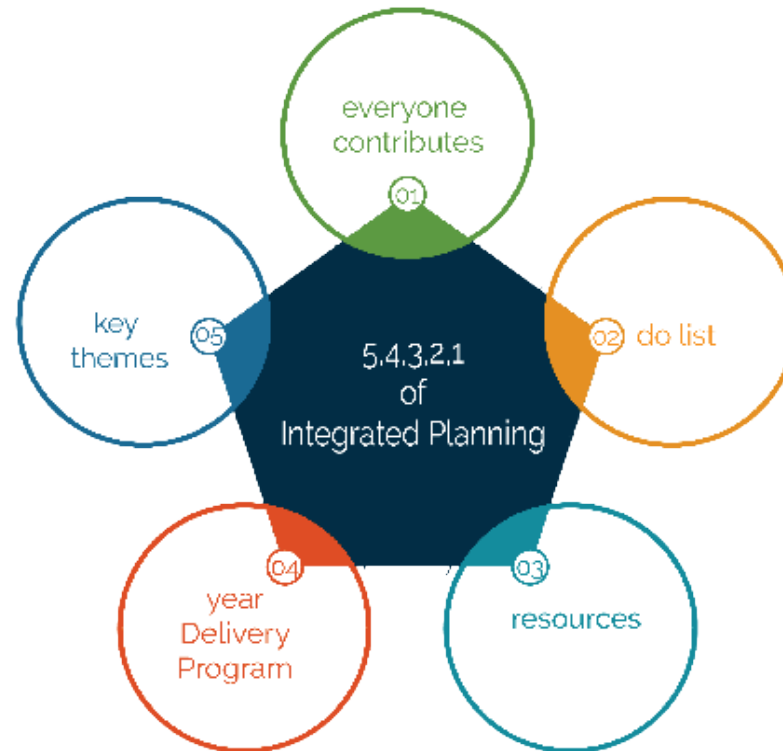 everyone
contributes
01
key
themes
05
5,4,3,2,1
of
Integrated Planning
02
do list
04
year
Delivery
Program
03
resources